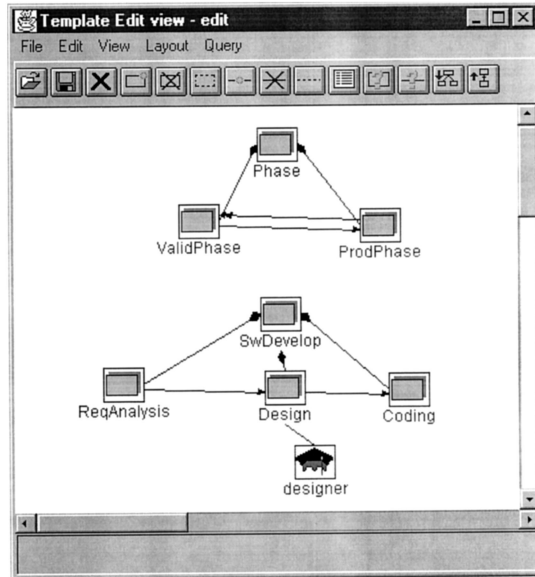 Template Edit view - edit
File Edit View Layout Query
Phase
ValidPhase
ProdPhase
SwDevelop
ReqAnalysis
Design
Coding
designer